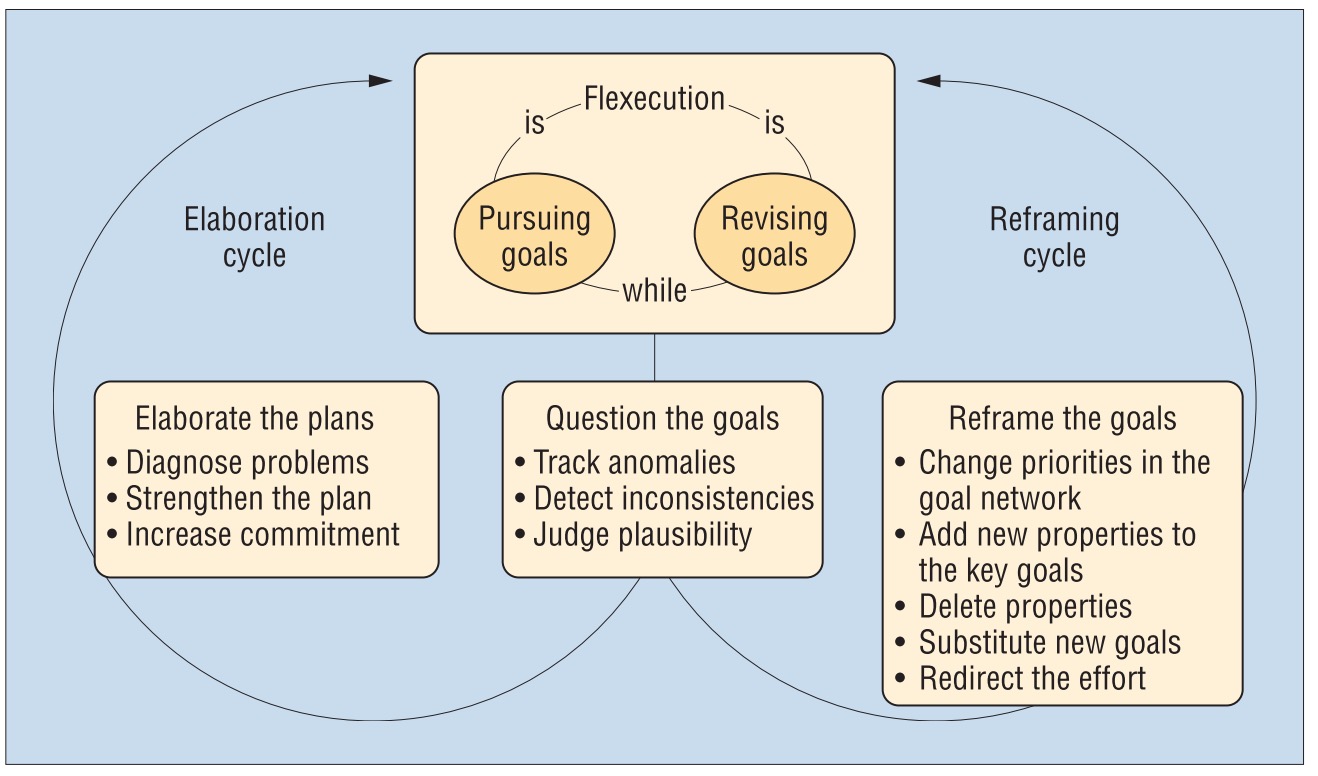 Flexecution
is
is
Pursuing
goals
Revising
goals
while
Elaboration
cycle
Reframing
cycle
Elaborate the plans
• Diagnose problems
• Strengthen the plan
• Increase commitment
Question the goals
• Track anomalies
• Detect inconsistencies
• Judge plausibility
Reframe the goals
• Change priorities in the
goal network
• Add new properties to
the key goals
• Delete properties
• Substitute new goals
• Redirect the effort